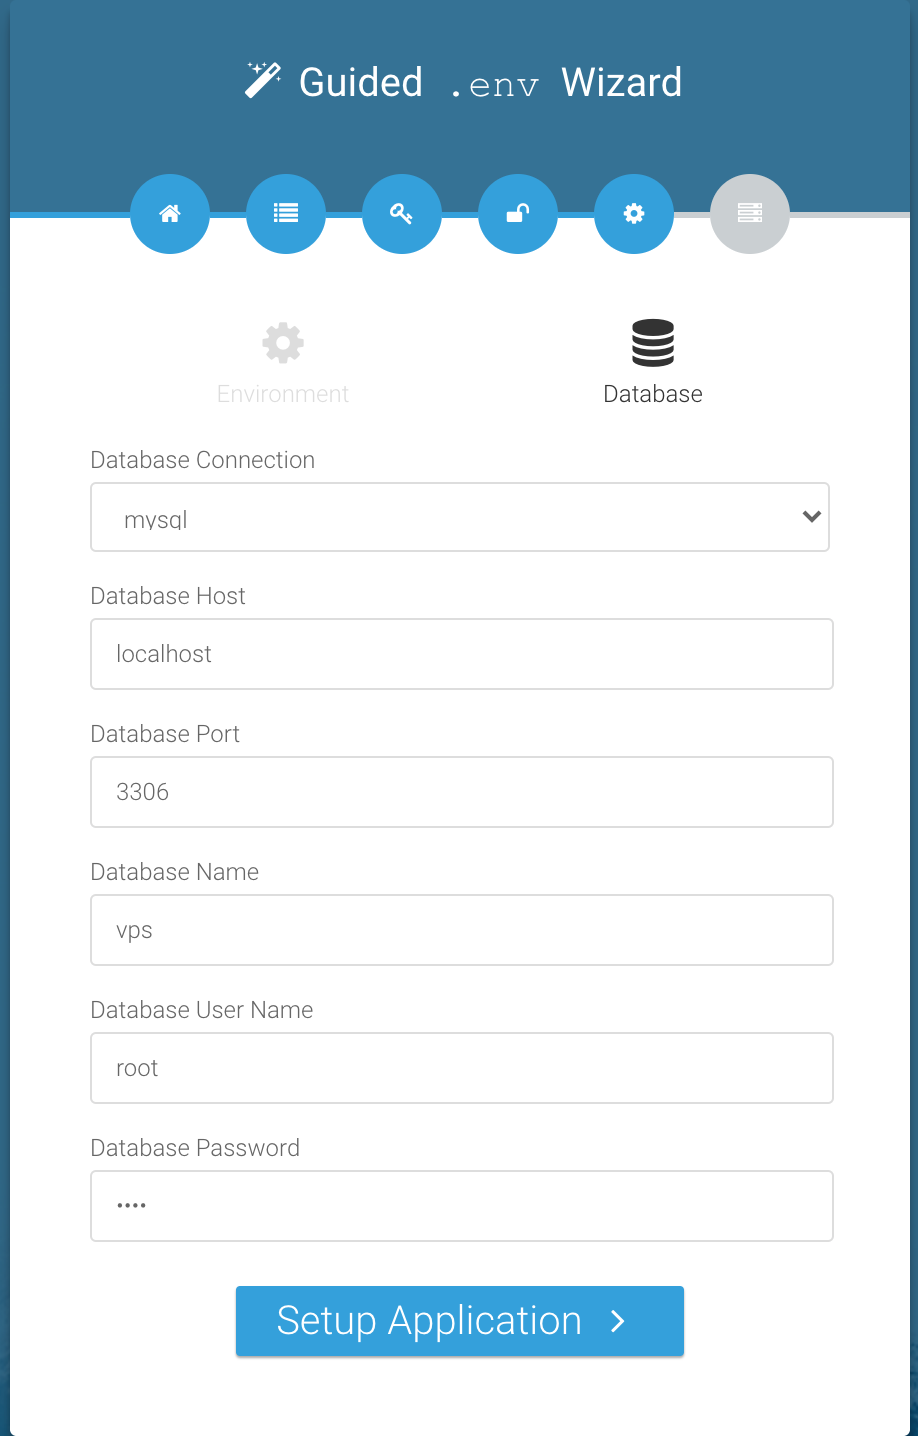 Guided .env Wizard
Environment
Database
Database Connection
mysql
Database Host
localhost
Database Port
3306
Database Name
vps
Database User Name
root
Database Password
••••
Setup Application